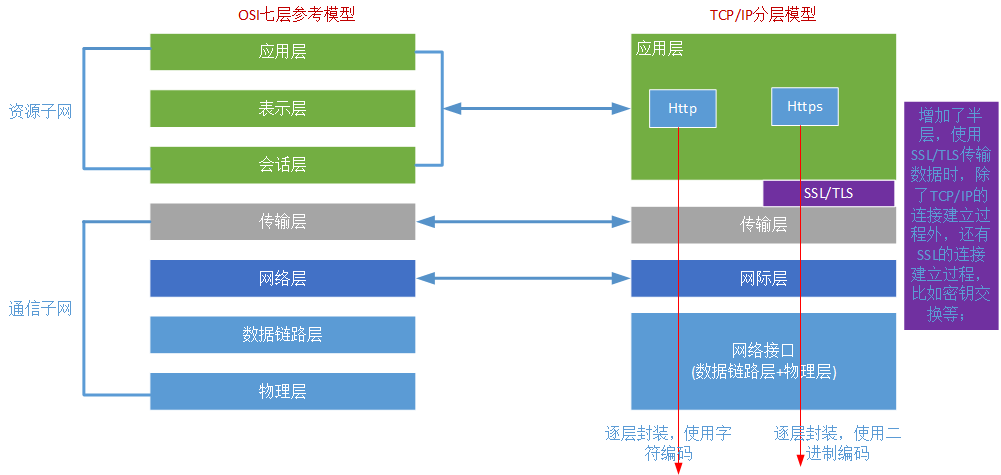 OSI七层参考模型
TCP/IP分层模型
资源子网
应用层
表示层
会话层
通信子网
传输层
网络层
数据链路层
物理层
应用层
Http
Https
SSL/TLS
传输层
网际层
网络接口
(数据链路层+物理层)
逐层封装，使用字
符编码
逐层封装，使用二
进制编码
增加了半
层，使用
SSL/TLS传输
数据时，除
了TCP/IP的
连接建立过
程外，还有
SSL的连接
建立过程，
比如密钥交
换等；